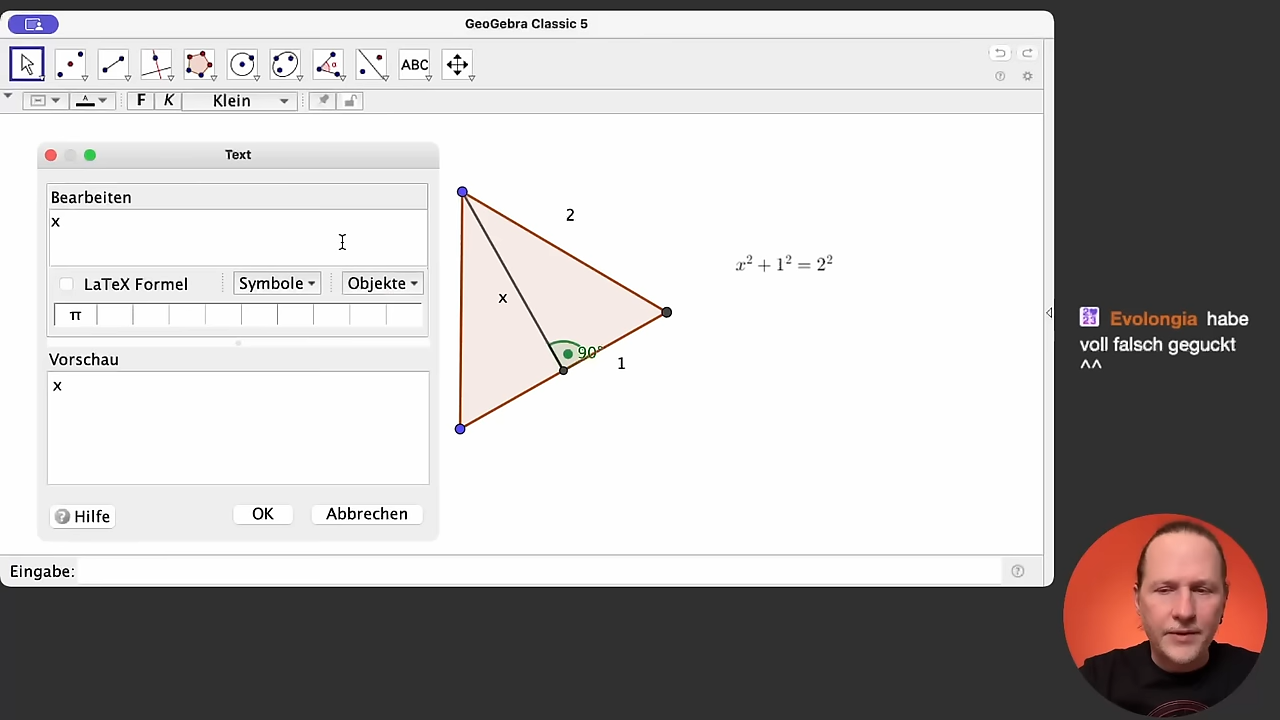 GeoGebra Classic 5
ABC
F K Klein
Text
Bearbeiten
x
LaTeX Formel Symbole Objekte
π
Vorschau
x
Hilfe OK Abbrechen
2
x
90°
1
x² + 1² = 2²
Eingabe:
Evolongia habe
voll falsch geguckt
^^